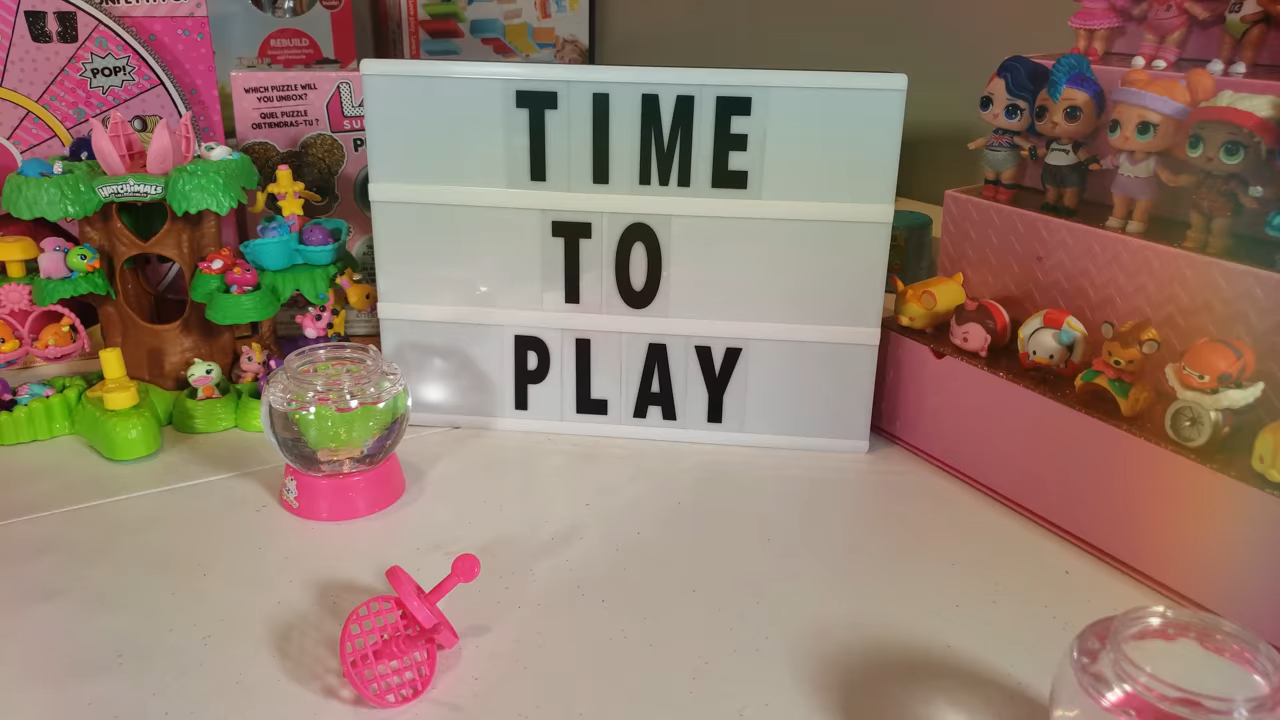 POP!
REBUILD
WHICH PUZZLE WILL
YOU UNBOX?
QUEL PUZZLE
OBTIENDRAS-TU ?
HATCHIMALS
TIME
TO
PLAY